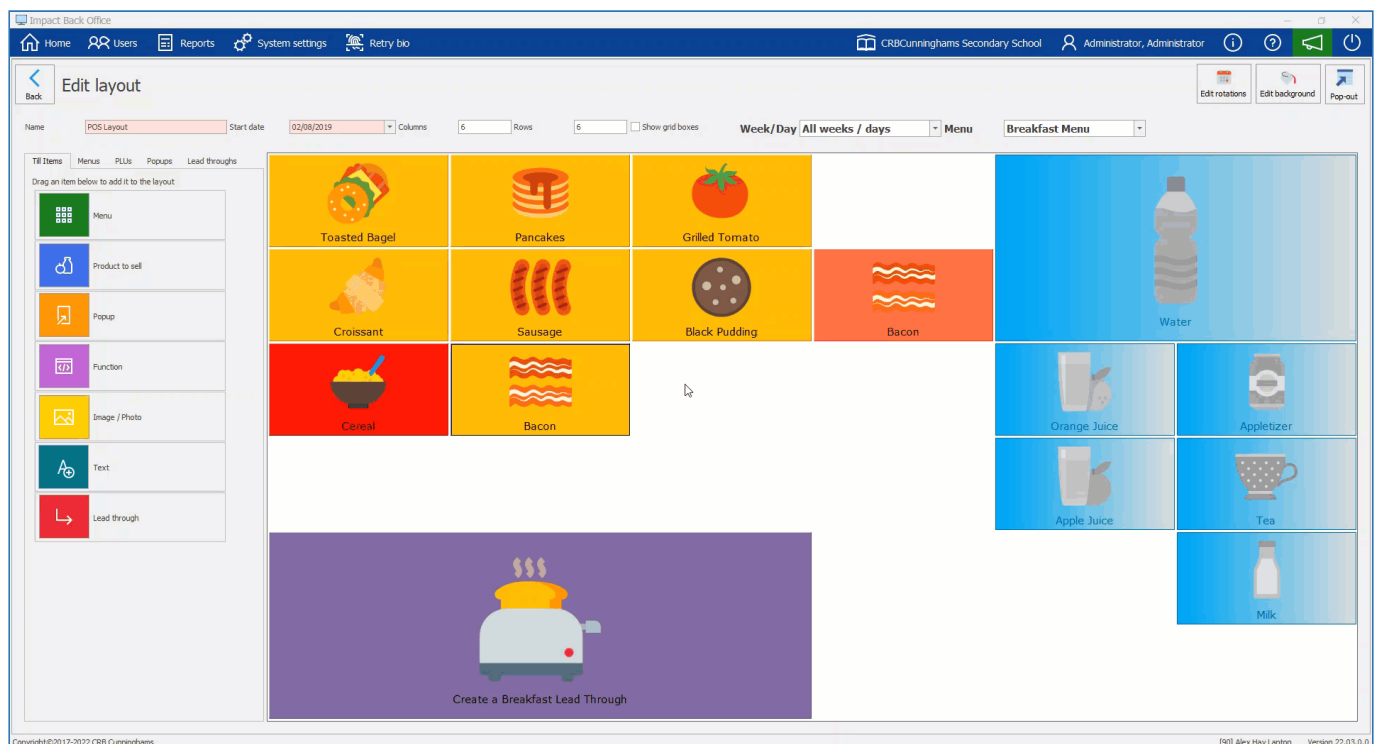 Impact Back Office
Home Users Reports System settings Retry bio CRBCunninghams Secondary School Administrator, Administrator
Back Edit layout Edit rotations Edit background Pop-out
Name POS Layout Start date 02/08/2019 Columns 6 Rows 6 Show grid boxes Week/Day All weeks / days Menu Breakfast Menu
Till Items Menus PLUs Popups Lead throughs
Drag an item below to add it to the layout
Menu
Product to sell
Popup
Function
Image / Photo
Text
Lead through
Toasted Bagel Pancakes Grilled Tomato
Water
Croissant Sausage Black Pudding Bacon
Cereal Bacon Orange Juice Appletizer
Apple Juice Tea
Milk
Create a Breakfast Lead Through
Copyright©2017-2022 CRB Cunninghams [90] Alex Hay Laptop Version 22.03.0.0